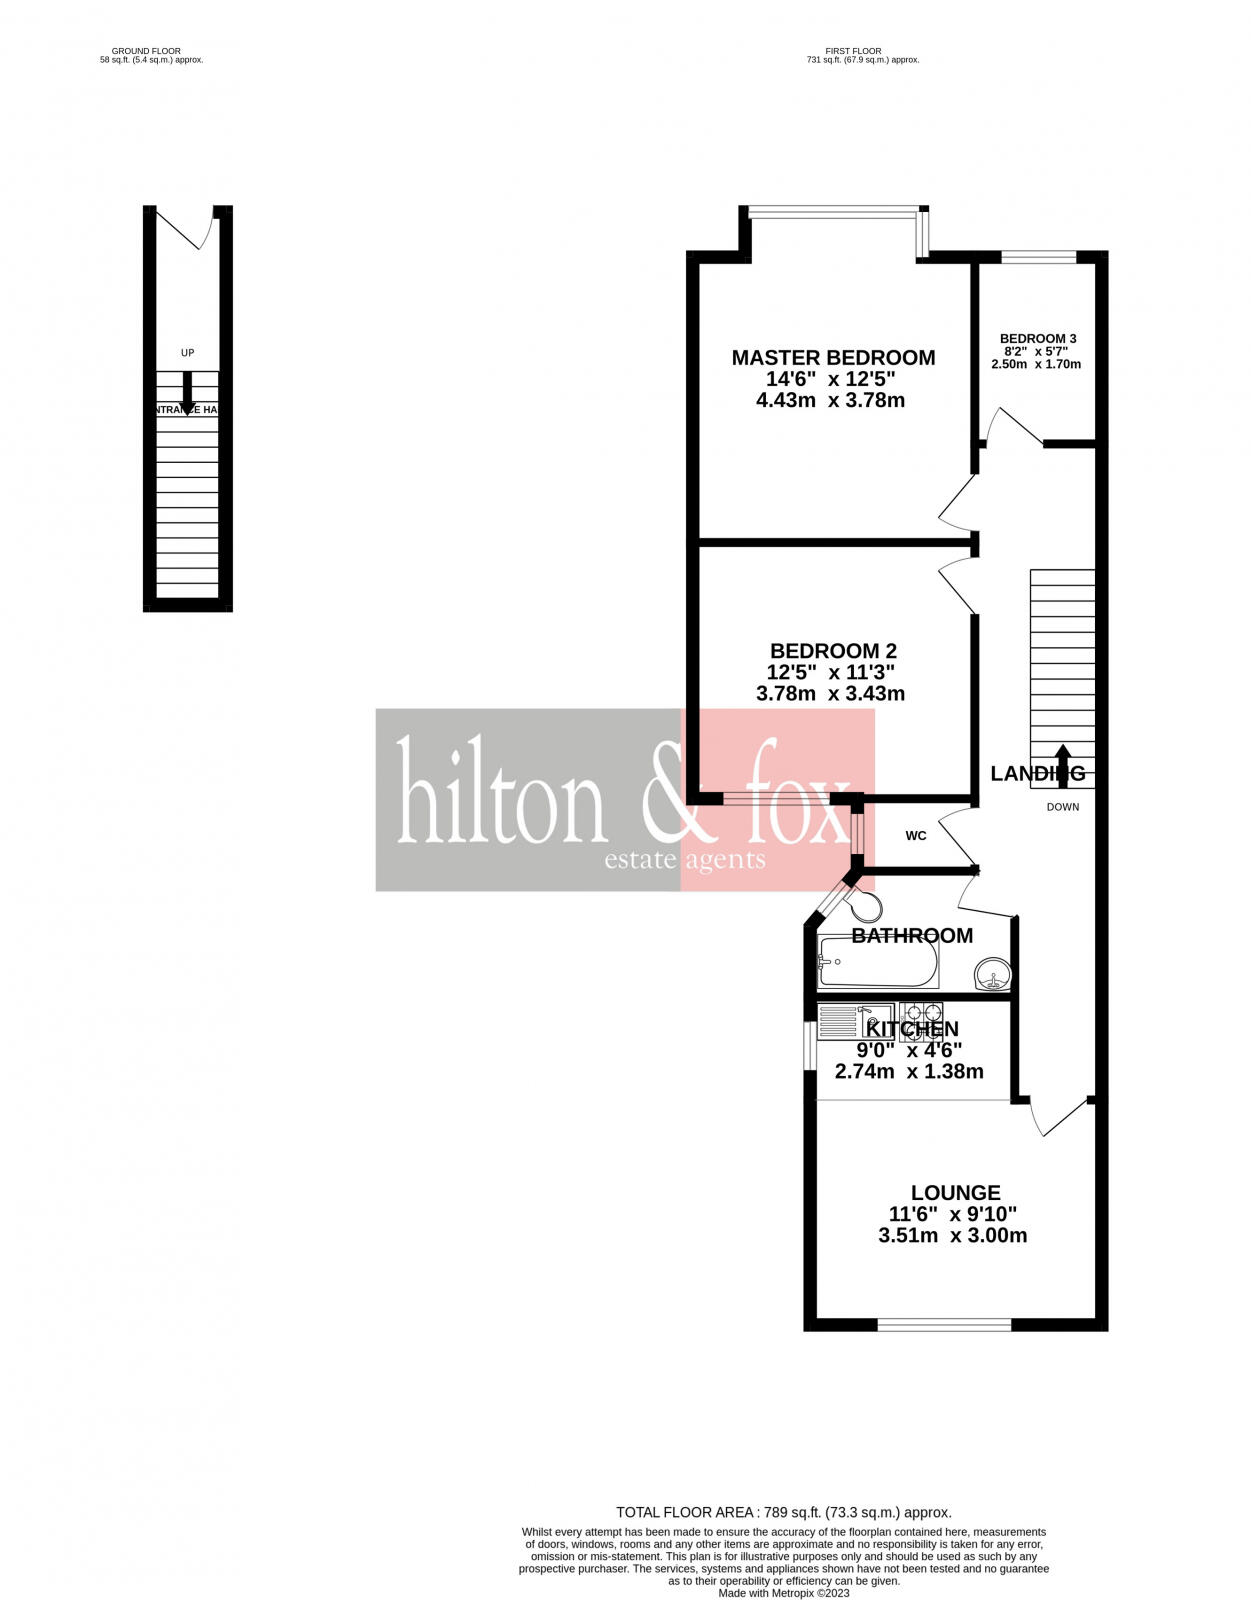 GROUND FLOOR
58 sq.ft. (5.4 sq.m.) approx.
FIRST FLOOR
731 sq.ft. (67.9 sq.m.) approx.
UP
NTRANCE HA
MASTER BEDROOM
14'6" x 12'5"
4.43m x 3.78m
BEDROOM 3
8'2" x 5'7"
2.50m x 1.70m
BEDROOM 2
12'5" x 11'3"
3.78m x 3.43m
hilton & fox
estate agents
LANDING
DOWN
WC
BATHROOM
KITCHEN
9'0" x 4'6"
2.74m x 1.38m
LOUNGE
11'6" x 9'10"
3.51m x 3.00m
TOTAL FLOOR AREA : 789 sq.ft. (73.3 sq.m.) approx.
Whilst every attempt has been made to ensure the accuracy of the floorplan contained here, measurements
of doors, windows, rooms and any other items are approximate and no responsibility is taken for any error,
omission or mis-statement. This plan is for illustrative purposes only and should be used as such by any
prospective purchaser. The services, systems and appliances shown have not been tested and no guarantee
as to their operability or efficiency can be given.
Made with Metropix ©2023